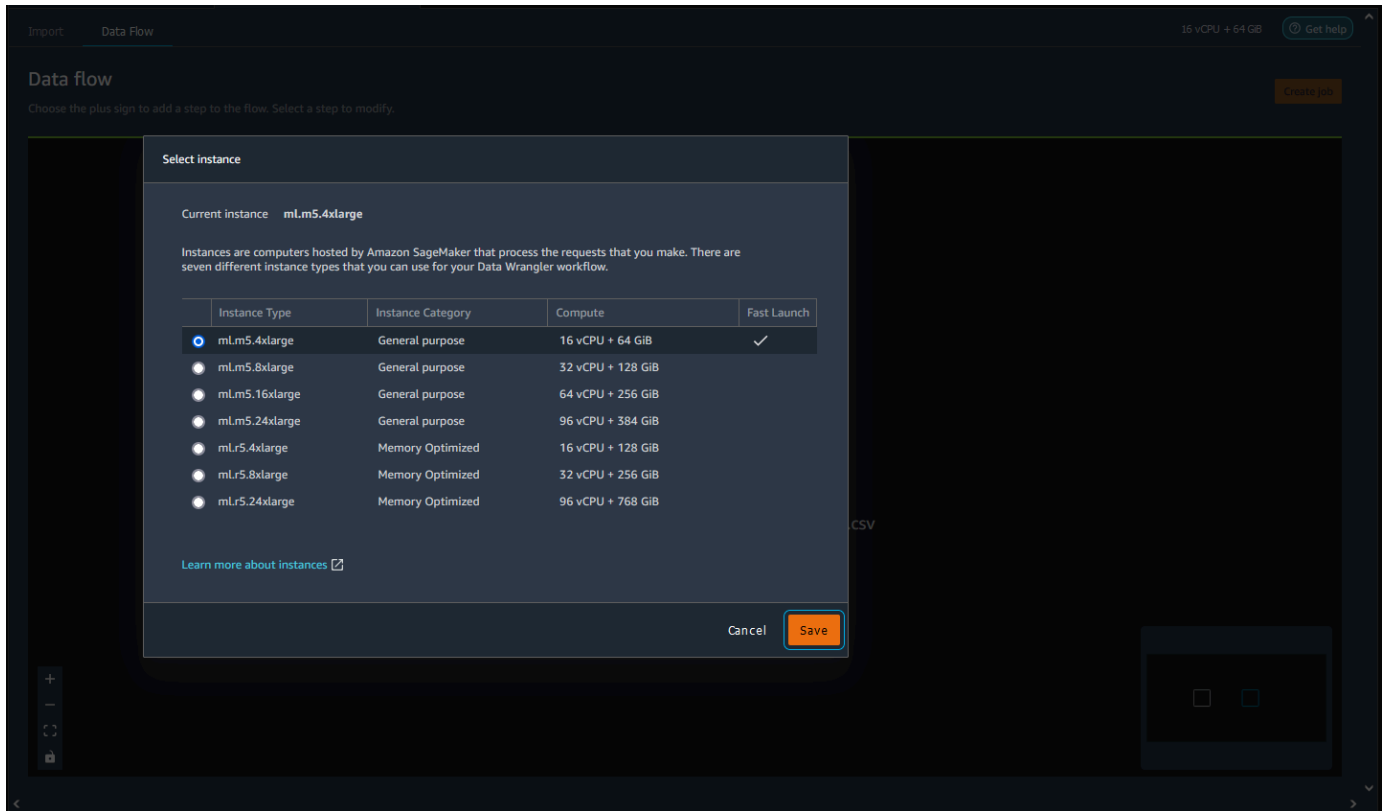 Import Data Flow 16 vCPU + 64 GiB Get help
Data flow
Create job
Choose the plus sign to add a step to the flow. Select a step to modify.
Select instance
Current instance ml.m5.4xlarge
Instances are computers hosted by Amazon SageMaker that process the requests that you make. There are
seven different instance types that you can use for your Data Wrangler workflow.
Instance Type Instance Category Compute Fast Launch
ml.m5.4xlarge General purpose 16 vCPU + 64 GiB
ml.m5.8xlarge General purpose 32 vCPU + 128 GiB
ml.m5.16xlarge General purpose 64 vCPU + 256 GiB
ml.m5.24xlarge General purpose 96 vCPU + 384 GiB
ml.r5.4xlarge Memory Optimized 16 vCPU + 128 GiB
ml.r5.8xlarge Memory Optimized 32 vCPU + 256 GiB
ml.r5.24xlarge Memory Optimized 96 vCPU + 768 GiB
.csv
Learn more about instances
Cancel Save